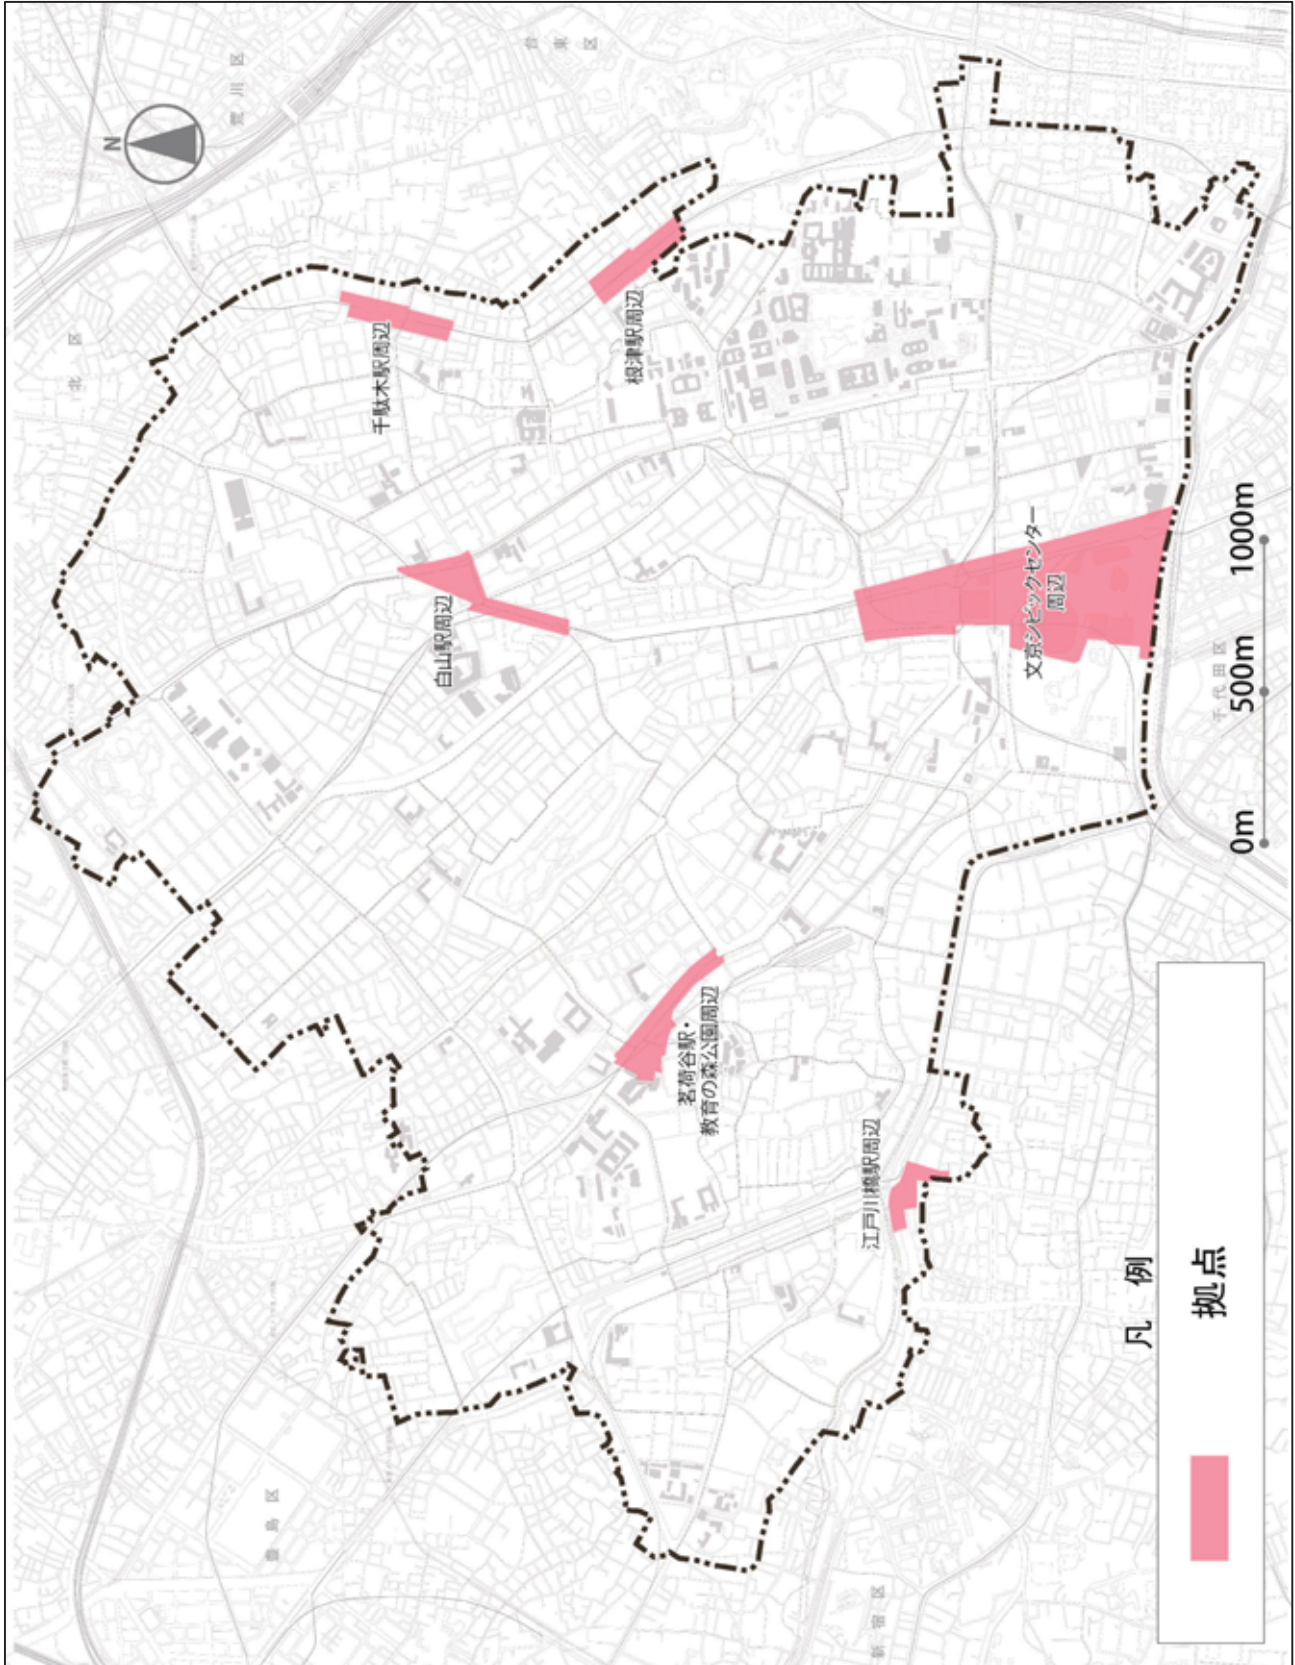 N
荒川区
台東区
北区
千駄木駅周辺
根津駅周辺
白山駅周辺
文京シビックセンター
周辺
茗荷谷駅・
教育の森公園周辺
江戸川橋駅周辺
豊島区
新宿区
千代田区
0m
500m
1000m
凡例
拠点